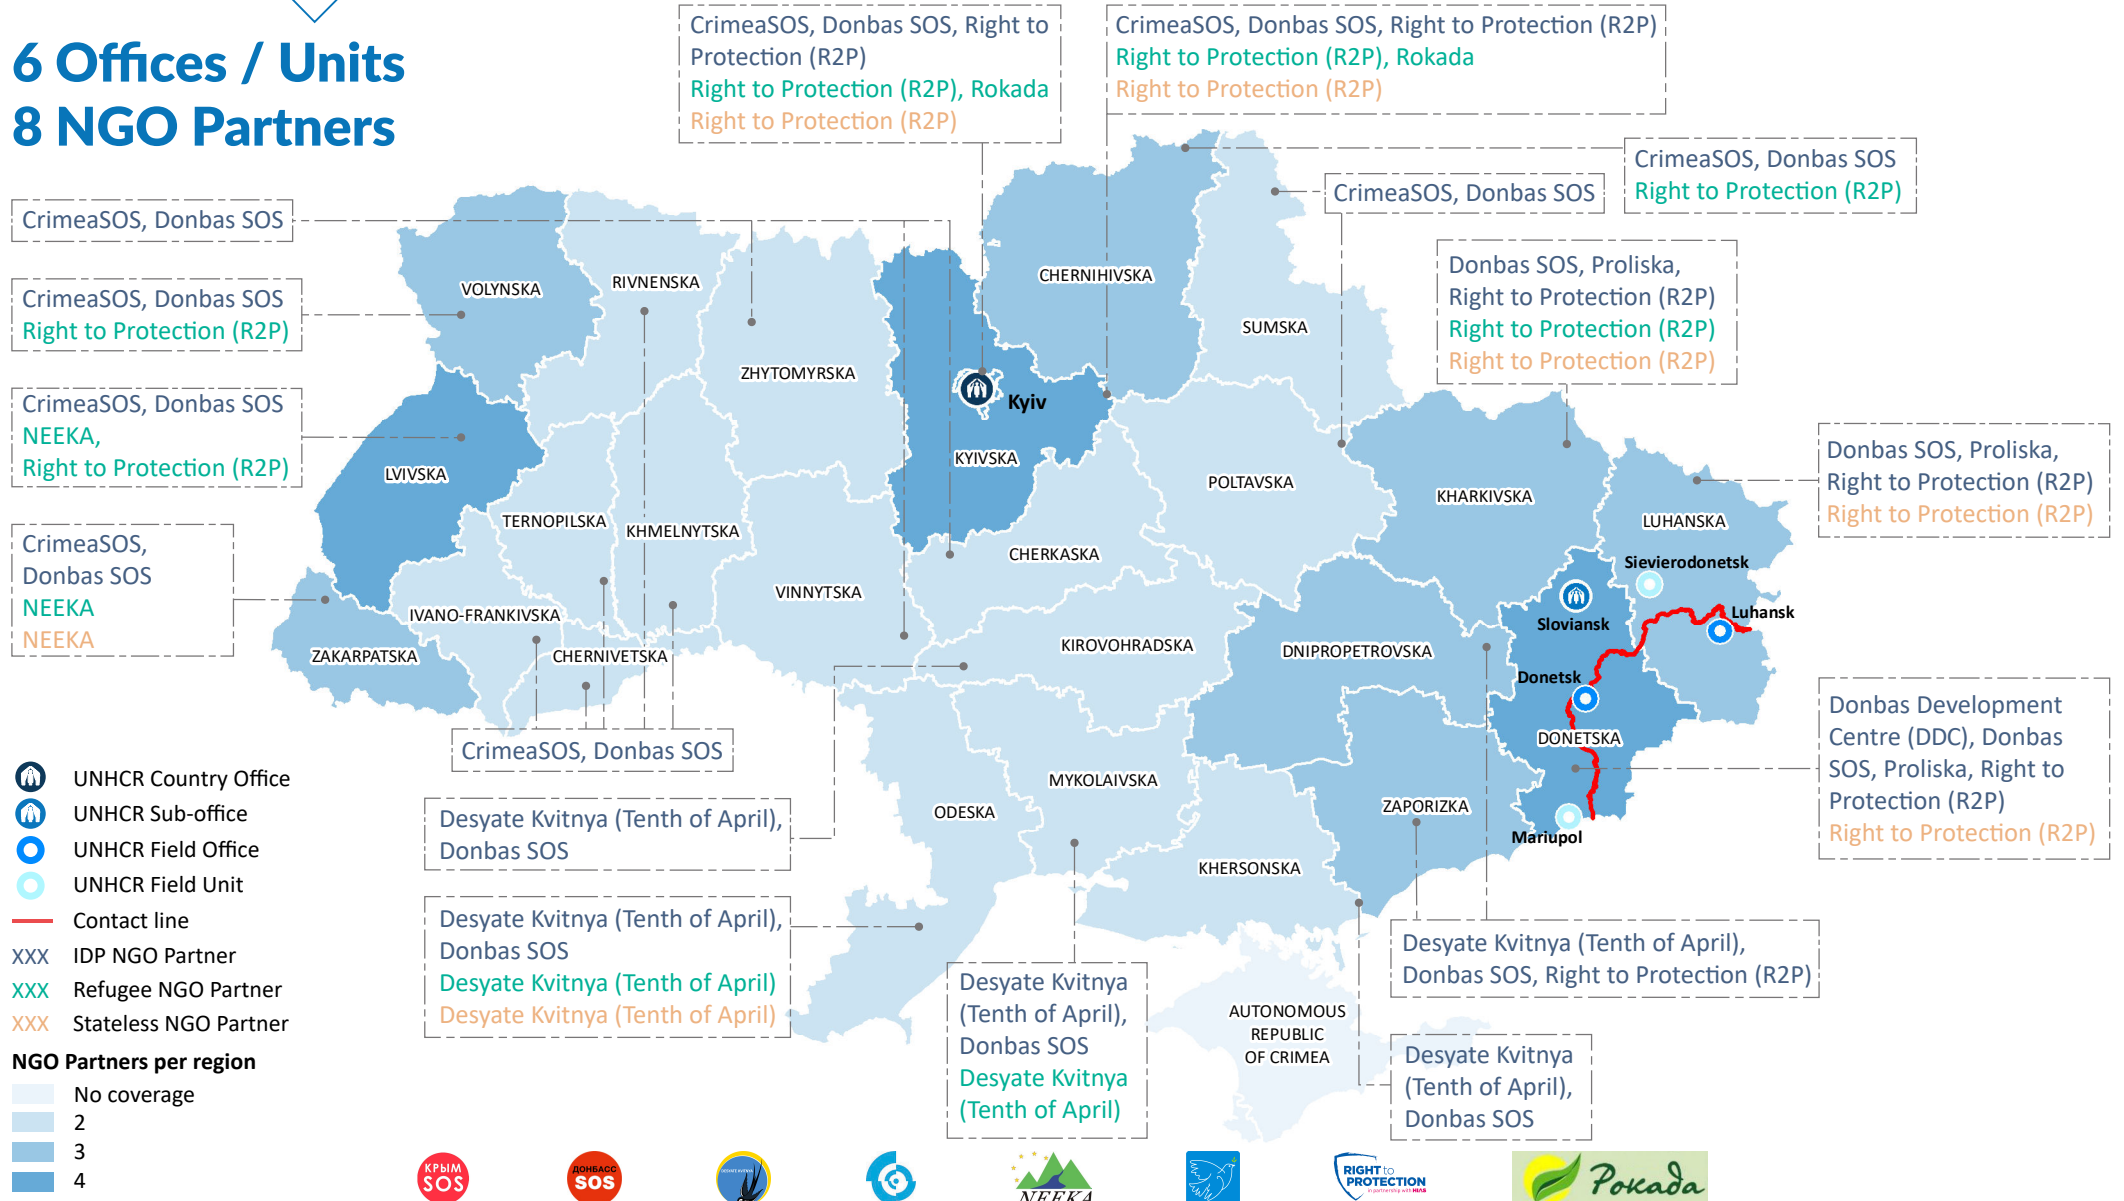 6 Offices / Units
8 NGO Partners
CrimeaSOS, Donbas SOS, Right to
Protection (R2P)
Right to Protection (R2P), Rokada
Right to Protection (R2P)
CrimeaSOS, Donbas SOS, Right to Protection (R2P)
Right to Protection (R2P), Rokada
Right to Protection (R2P)
CrimeaSOS, Donbas SOS
Right to Protection (R2P)
CrimeaSOS, Donbas SOS
CrimeaSOS, Donbas SOS
CrimeaSOS, Donbas SOS
Right to Protection (R2P)
CrimeaSOS, Donbas SOS
NEEKA,
Right to Protection (R2P)
CrimeaSOS,
Donbas SOS
NEEKA
NEEKA
Donbas SOS, Proliska,
Right to Protection (R2P)
Right to Protection (R2P)
Right to Protection (R2P)
Donbas SOS, Proliska,
Right to Protection (R2P)
Right to Protection (R2P)
Donbas Development
Centre (DDC), Donbas
SOS, Proliska, Right to
Protection (R2P)
Right to Protection (R2P)
VOLYNSKA
RIVNENSKA
ZHYTOMYRSKA
CHERNIHIVSKA
SUMSKA
Kyiv
KYIVSKA
LVIVSKA
TERNOPILSKA
KHMELNYTSKA
VINNYTSKA
CHERKASKA
POLTAVSKA
KHARKIVSKA
LUHANSKA
Sievierodonetsk
Luhansk
Sloviansk
Donetsk
DONETSKA
Mariupol
IVANO-FRANKIVSKA
ZAKARPATSKA
CHERNIVETSKA
KIROVOHRADSKA
DNIPROPETROVSKA
ZAPORIZKA
MYKOLAIVSKA
ODESKA
KHERSONSKA
AUTONOMOUS
REPUBLIC
OF CRIMEA
CrimeaSOS, Donbas SOS
Desyate Kvitnya (Tenth of April),
Donbas SOS
Desyate Kvitnya (Tenth of April),
Donbas SOS
Desyate Kvitnya (Tenth of April)
Desyate Kvitnya (Tenth of April)
Desyate Kvitnya
(Tenth of April),
Donbas SOS
Desyate Kvitnya
(Tenth of April)
Desyate Kvitnya (Tenth of April),
Donbas SOS, Right to Protection (R2P)
Desyate Kvitnya
(Tenth of April),
Donbas SOS
UNHCR Country Office
UNHCR Sub-office
UNHCR Field Office
UNHCR Field Unit
Contact line
XXX IDP NGO Partner
XXX Refugee NGO Partner
XXX Stateless NGO Partner
NGO Partners per region
No coverage
2
3
4
КРЫМ
SOS
ДОНБАСС
SOS
DESYATE KVITNYA
NEEKA
RIGHT to
PROTECTION
in partnership with HIAS
Рокада